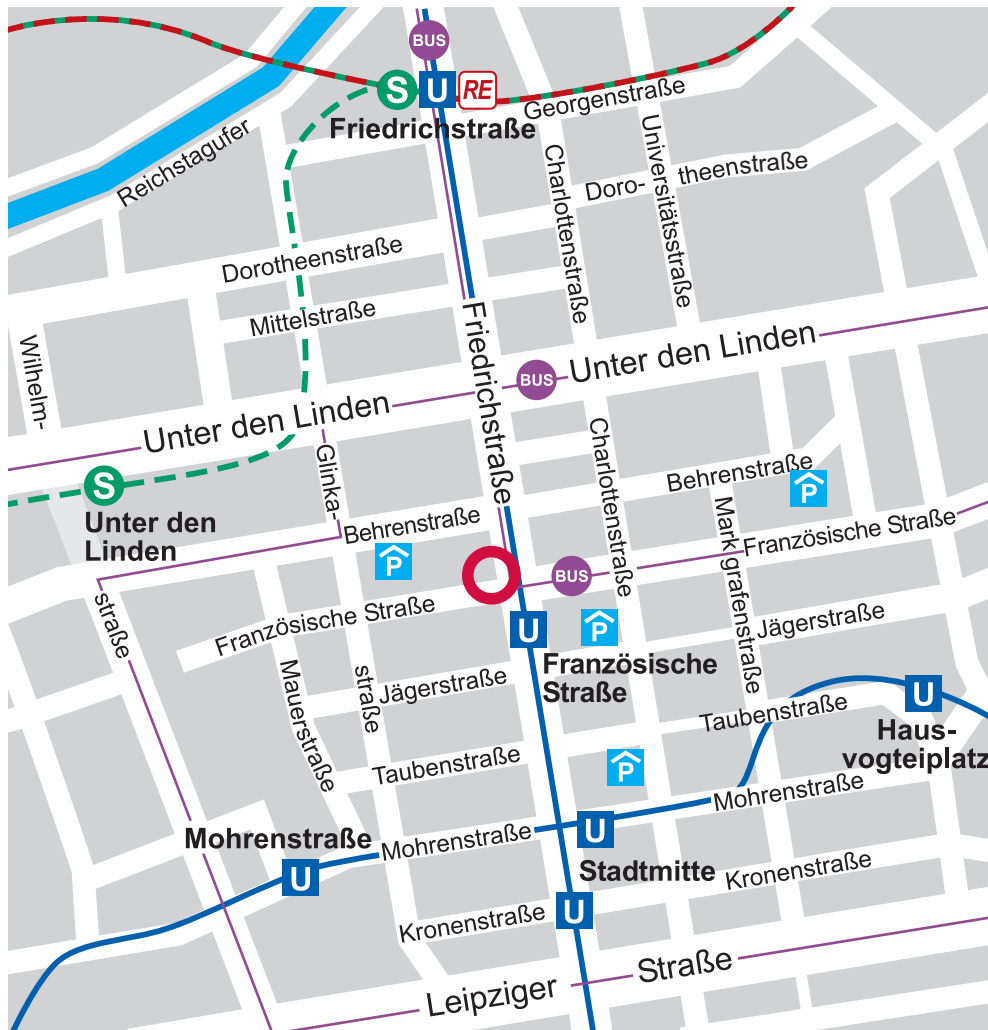 BUS
S
U
RE
Friedrichstraße
Georgenstraße
Reichstagufer
Charlottenstraße
Universitätsstraße
Doro-
theenstraße
Dorotheenstraße
Mittelstraße
Friedrichstraße
Wilhelm-
BUS
Unter den Linden
Unter den Linden
S
Unter den
Linden
Glinka-
Behrenstraße
Charlottenstraße
Behrenstraße
P
Markgrafenstraße
Französische Straße
P
BUS
straße
Französische Straße
U
P
Französische
Straße
Jägerstraße
Mauerstraße
straße
Jägerstraße
Taubenstraße
U
Haus-
vogteiplatz
Taubenstraße
P
Mohrenstraße
Mohrenstraße
U
Mohrenstraße
U
Stadtmitte
Kronenstraße
Kronenstraße
U
Leipziger
Straße